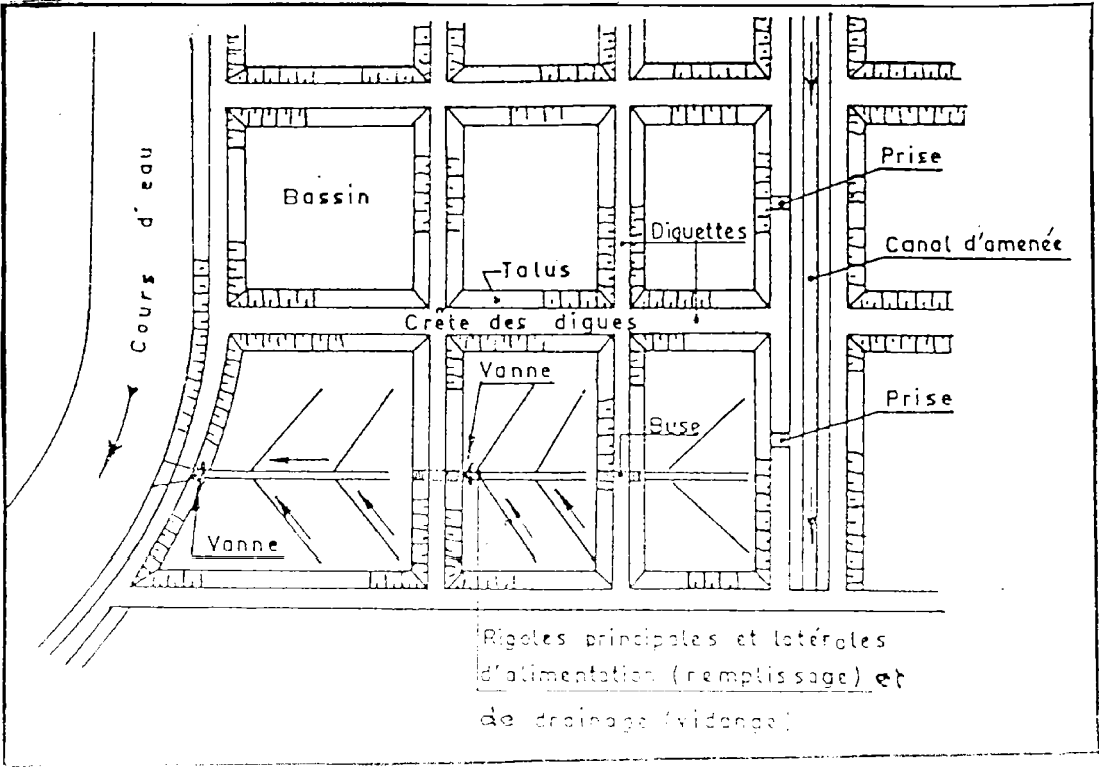 Cours d'eau
Bassin
Prise
Diguettes
Canal d'amenée
Talus
Crête des digues
Vanne
Prise
Buse
Vanne
Rigoles principales et latérales
d'alimentation (remplissage) et
de drainage (vidange)